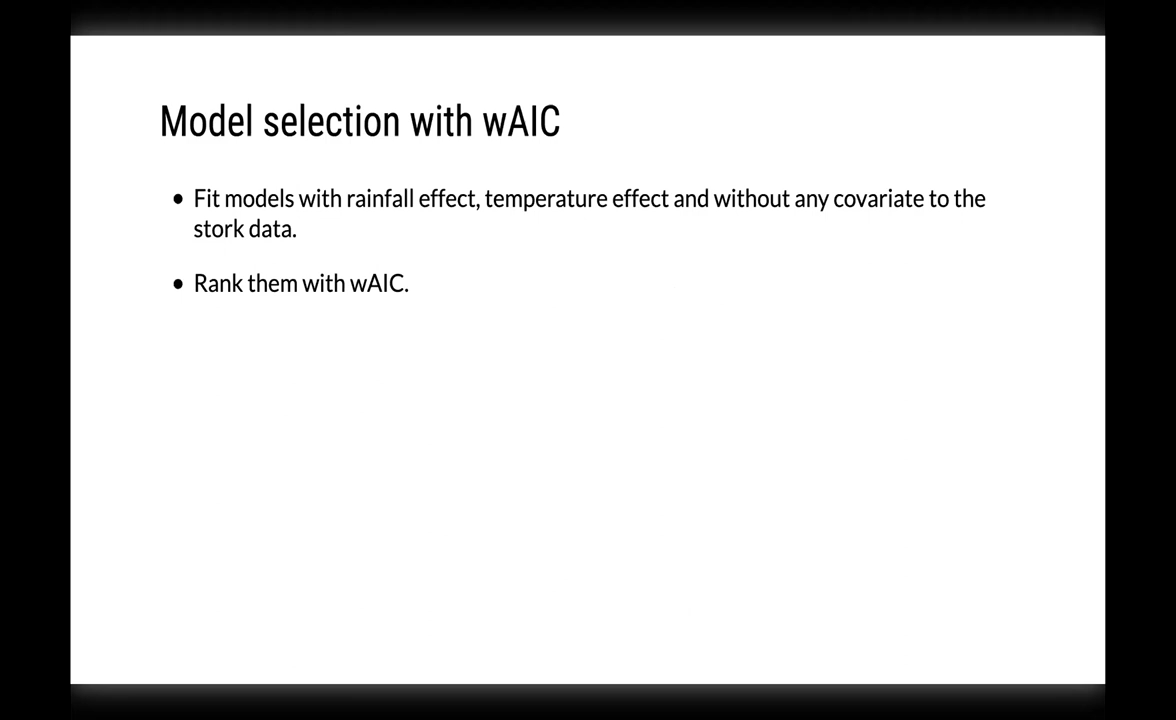 Model selection with wAIC
• Fit models with rainfall effect, temperature effect and without any covariate to the
stork data.
• Rank them with wAIC.